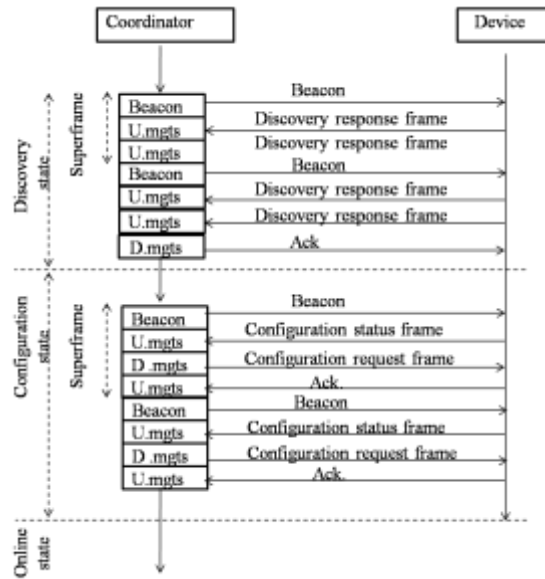 Coordinator
Device
Discovery
state
Superframe
Beacon
U.mgts
U.mgts
Beacon
U.mgts
U.mgts
D.mgts
Beacon
Discovery response frame
Discovery response frame
Beacon
Discovery response frame
Discovery response frame
Ack
Configuration
state
Superframe
Beacon
U.mgts
D .mgts
U.mgts
Beacon
U.mgts
D .mgts
U.mgts
Beacon
Configuration status frame
Configuration request frame
Ack.
Beacon
Configuration status frame
Configuration request frame
Ack.
Online
state